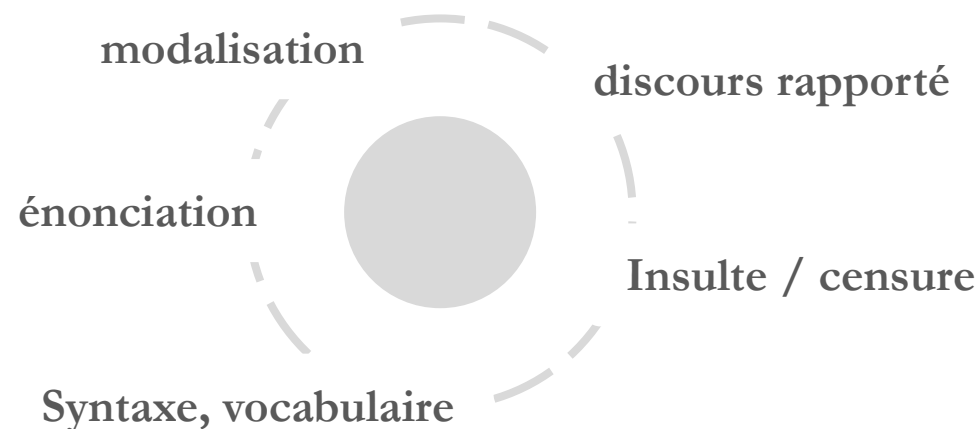 modalisation
discours rapporté
énonciation
Insulte / censure
Syntaxe, vocabulaire